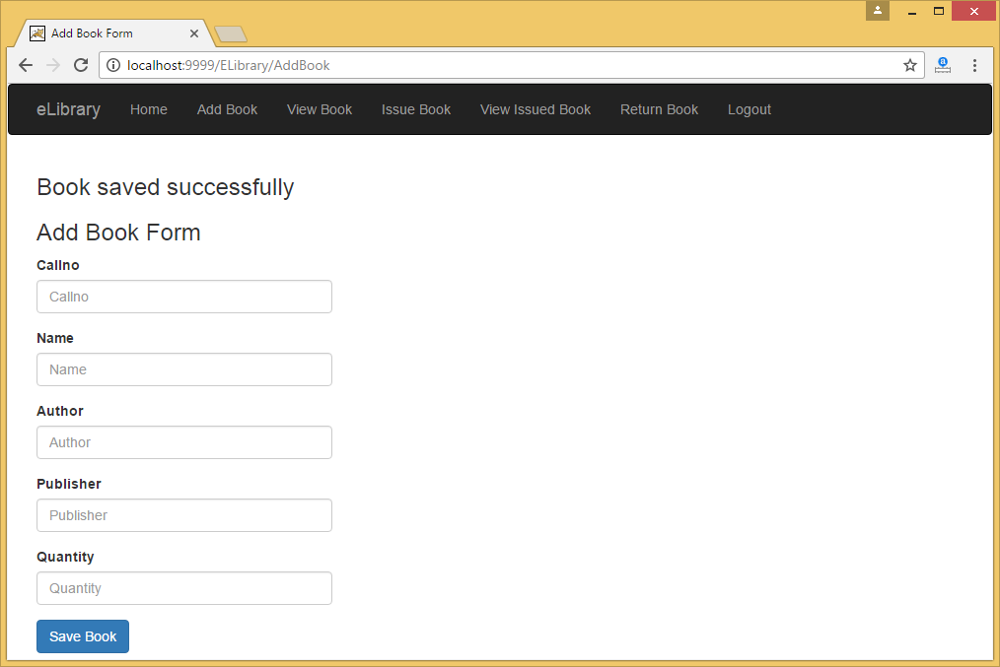 Add Book Form
localhost:9999/ELibrary/AddBook
eLibrary Home Add Book View Book Issue Book View Issued Book Return Book Logout
Book saved successfully
Add Book Form
Callno
Callno
Name
Name
Author
Author
Publisher
Publisher
Quantity
Quantity
Save Book